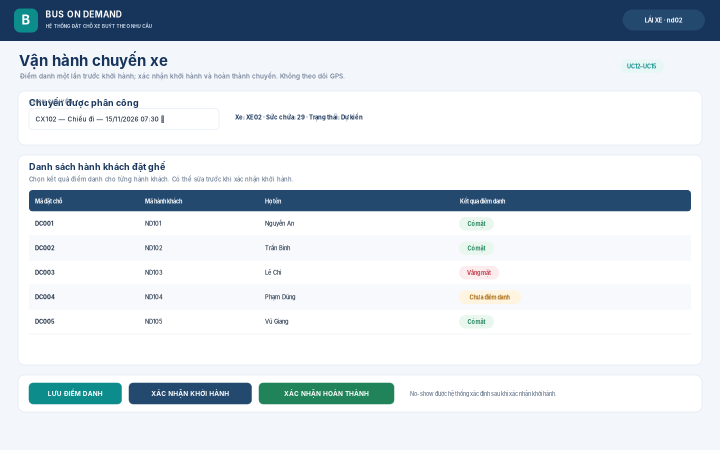 B
BUS ON DEMAND
HỆ THỐNG ĐẶT CHỖ XE BUÝT THEO NHU CẦU
LÁI XE · nd02
Vận hành chuyến xe
Điểm danh một lần trước khởi hành; xác nhận khởi hành và hoàn thành chuyến. Không theo dõi GPS.
UC12-UC15
Chuyến được phân công
CX102 — Chiều đi — 15/11/2026 07:30
Xe: XE02 · Sức chứa: 29 · Trạng thái: Dự kiến
Danh sách hành khách đặt ghế
Chọn kết quả điểm danh cho từng hành khách. Có thể sửa trước khi xác nhận khởi hành.
Mã đặt chỗ Mã hành khách Họ tên Kết quả điểm danh
DC001 ND101 Nguyễn An Có mặt
DC002 ND102 Trần Bình Có mặt
DC003 ND103 Lê Chi Vắng mặt
DC004 ND104 Phạm Dũng Chưa điểm danh
DC005 ND105 Vũ Giang Có mặt
LƯU ĐIỂM DANH
XÁC NHẬN KHỞI HÀNH
XÁC NHẬN HOÀN THÀNH
No-show được hệ thống xác định sau khi xác nhận khởi hành.